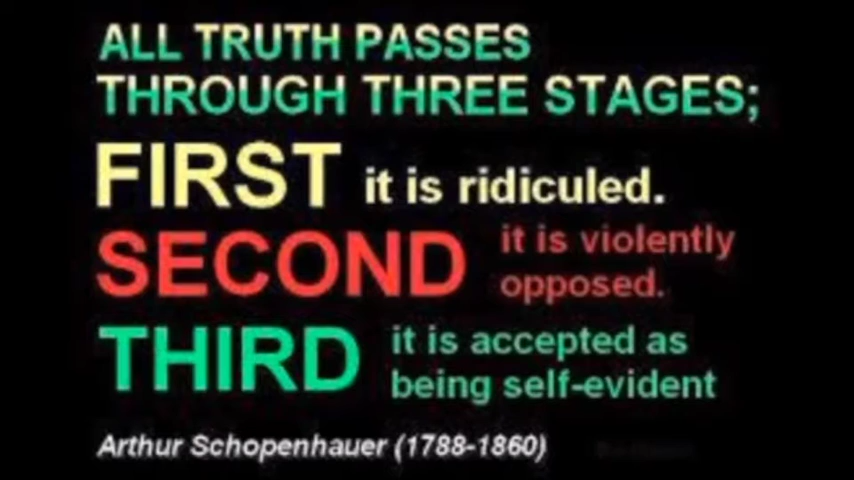 ALL TRUTH PASSES
THROUGH THREE STAGES;
FIRST it is ridiculed.
SECOND it is violently
opposed.
THIRD it is accepted as
being self-evident
Arthur Schopenhauer (1788-1860)